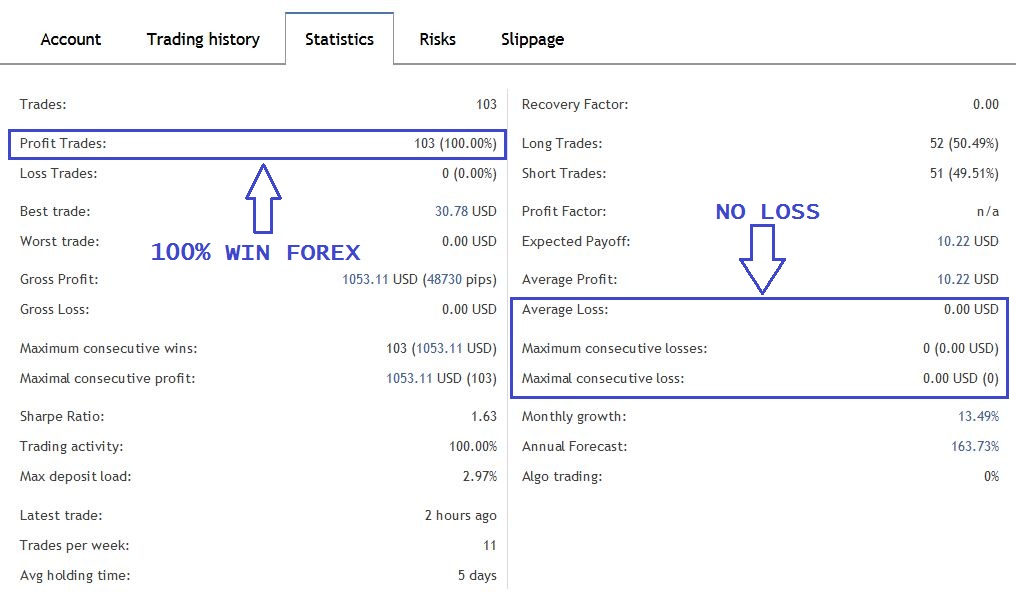 Account Trading history Statistics Risks Slippage
Trades: 103
Profit Trades: 103 (100.00%)
Loss Trades: 0 (0.00%)
Best trade: 30.78 USD
Worst trade: 0.00 USD
100% WIN FOREX
Gross Profit: 1053.11 USD (48730 pips)
Gross Loss: 0.00 USD
Maximum consecutive wins: 103 (1053.11 USD)
Maximal consecutive profit: 1053.11 USD (103)
Sharpe Ratio: 1.63
Trading activity: 100.00%
Max deposit load: 2.97%
Latest trade: 2 hours ago
Trades per week: 11
Avg holding time: 5 days
Recovery Factor: 0.00
Long Trades: 52 (50.49%)
Short Trades: 51 (49.51%)
NO LOSS
Profit Factor: n/a
Expected Payoff: 10.22 USD
Average Profit: 10.22 USD
Average Loss: 0.00 USD
Maximum consecutive losses: 0 (0.00 USD)
Maximal consecutive loss: 0.00 USD (0)
Monthly growth: 13.49%
Annual Forecast: 163.73%
Algo trading: 0%